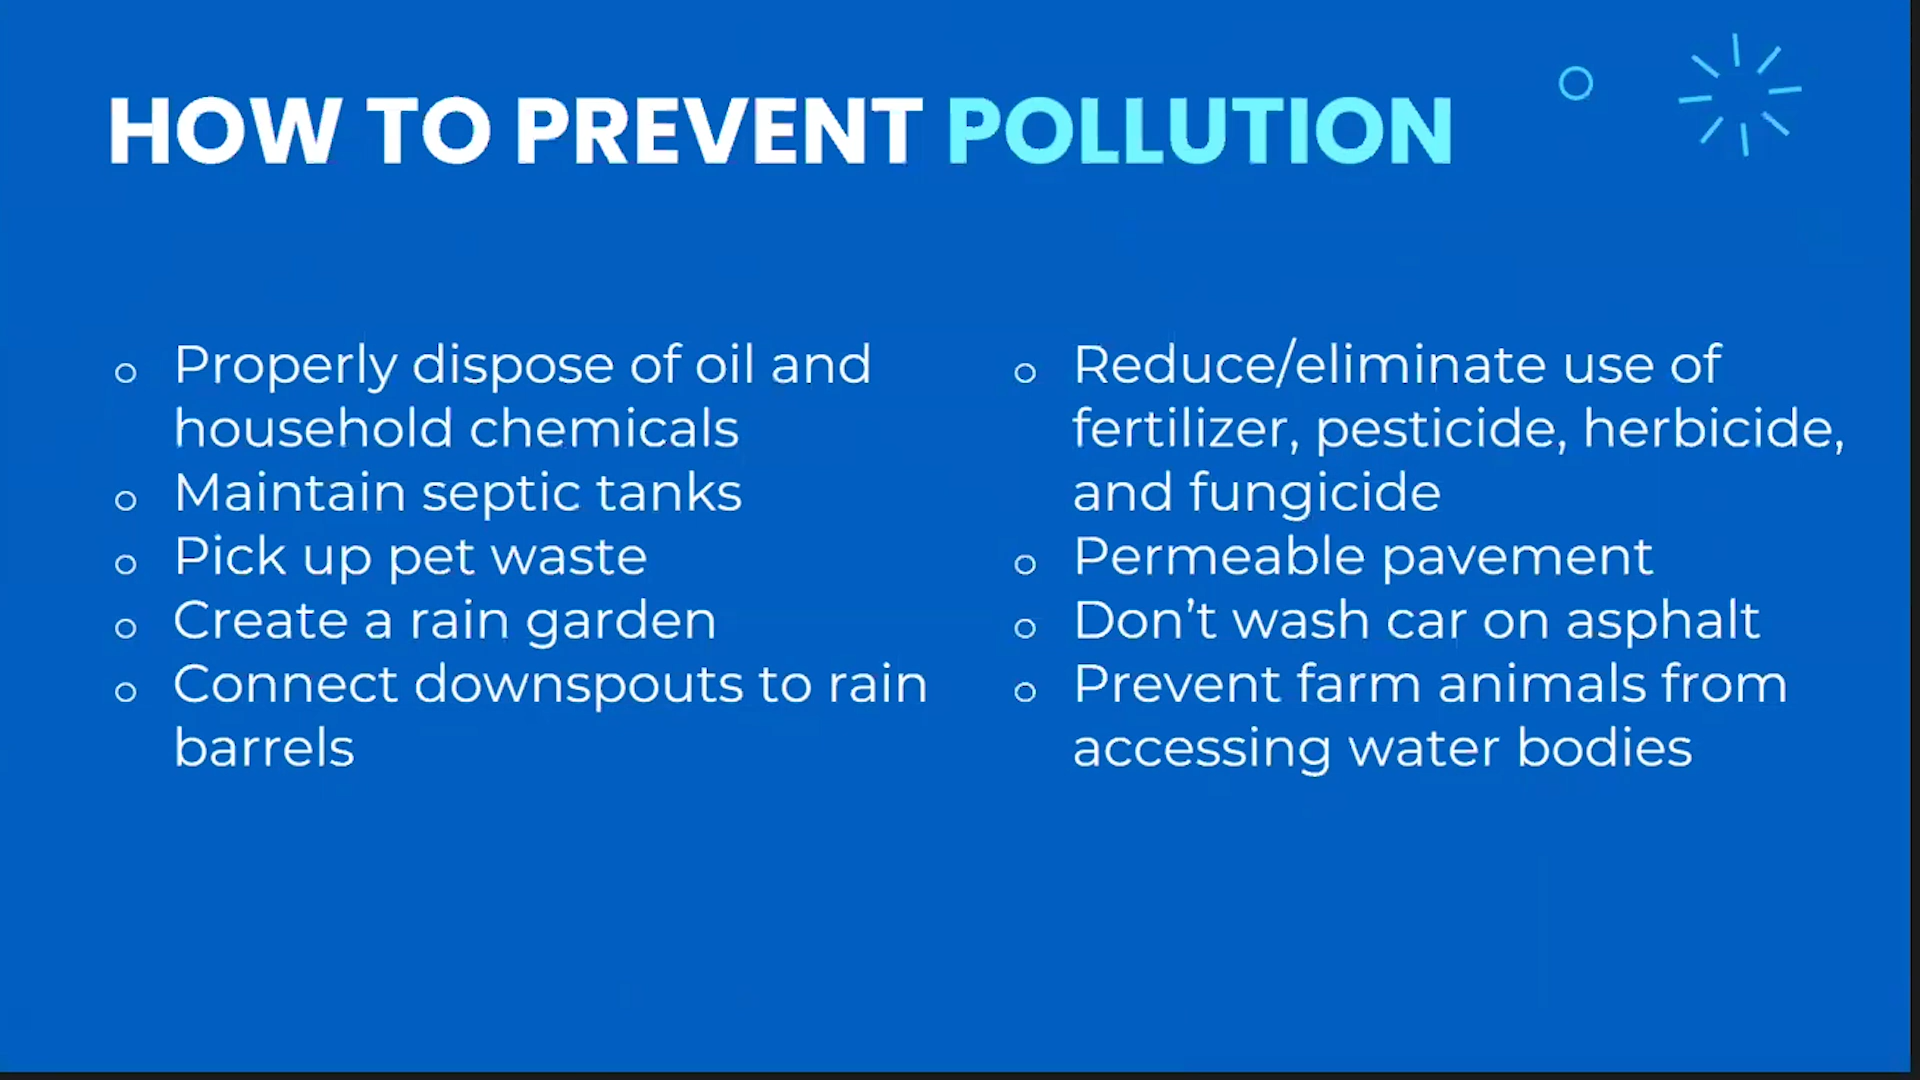 HOW TO PREVENT POLLUTION
Properly dispose of oil and
household chemicals
Maintain septic tanks
Pick up pet waste
Create a rain garden
Connect downspouts to rain
barrels
Reduce/eliminate use of
fertilizer, pesticide, herbicide,
and fungicide
Permeable pavement
Don’t wash car on asphalt
Prevent farm animals from
accessing water bodies